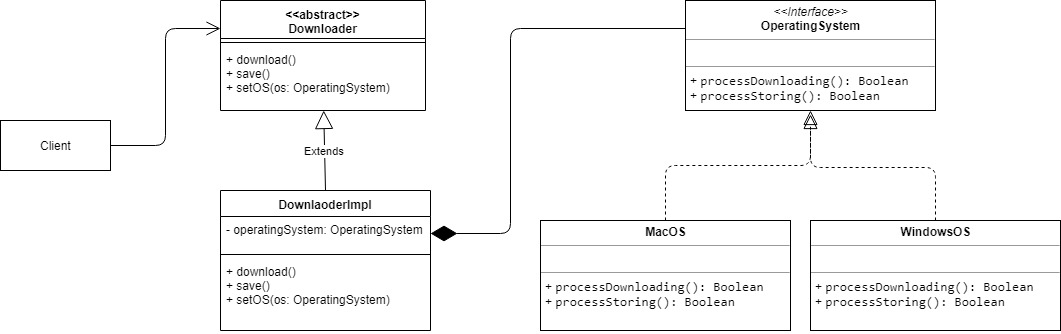 <<abstract>>
Downloader
+ download()
+ save()
+ setOS(os: OperatingSystem)
<<Interface>>
OperatingSystem
+ processDownloading(): Boolean
+ processStoring(): Boolean
Client
Extends
DownlaoderImpl
- operatingSystem: OperatingSystem
+ download()
+ save()
+ setOS(os: OperatingSystem)
MacOS
+ processDownloading(): Boolean
+ processStoring(): Boolean
WindowsOS
+ processDownloading(): Boolean
+ processStoring(): Boolean